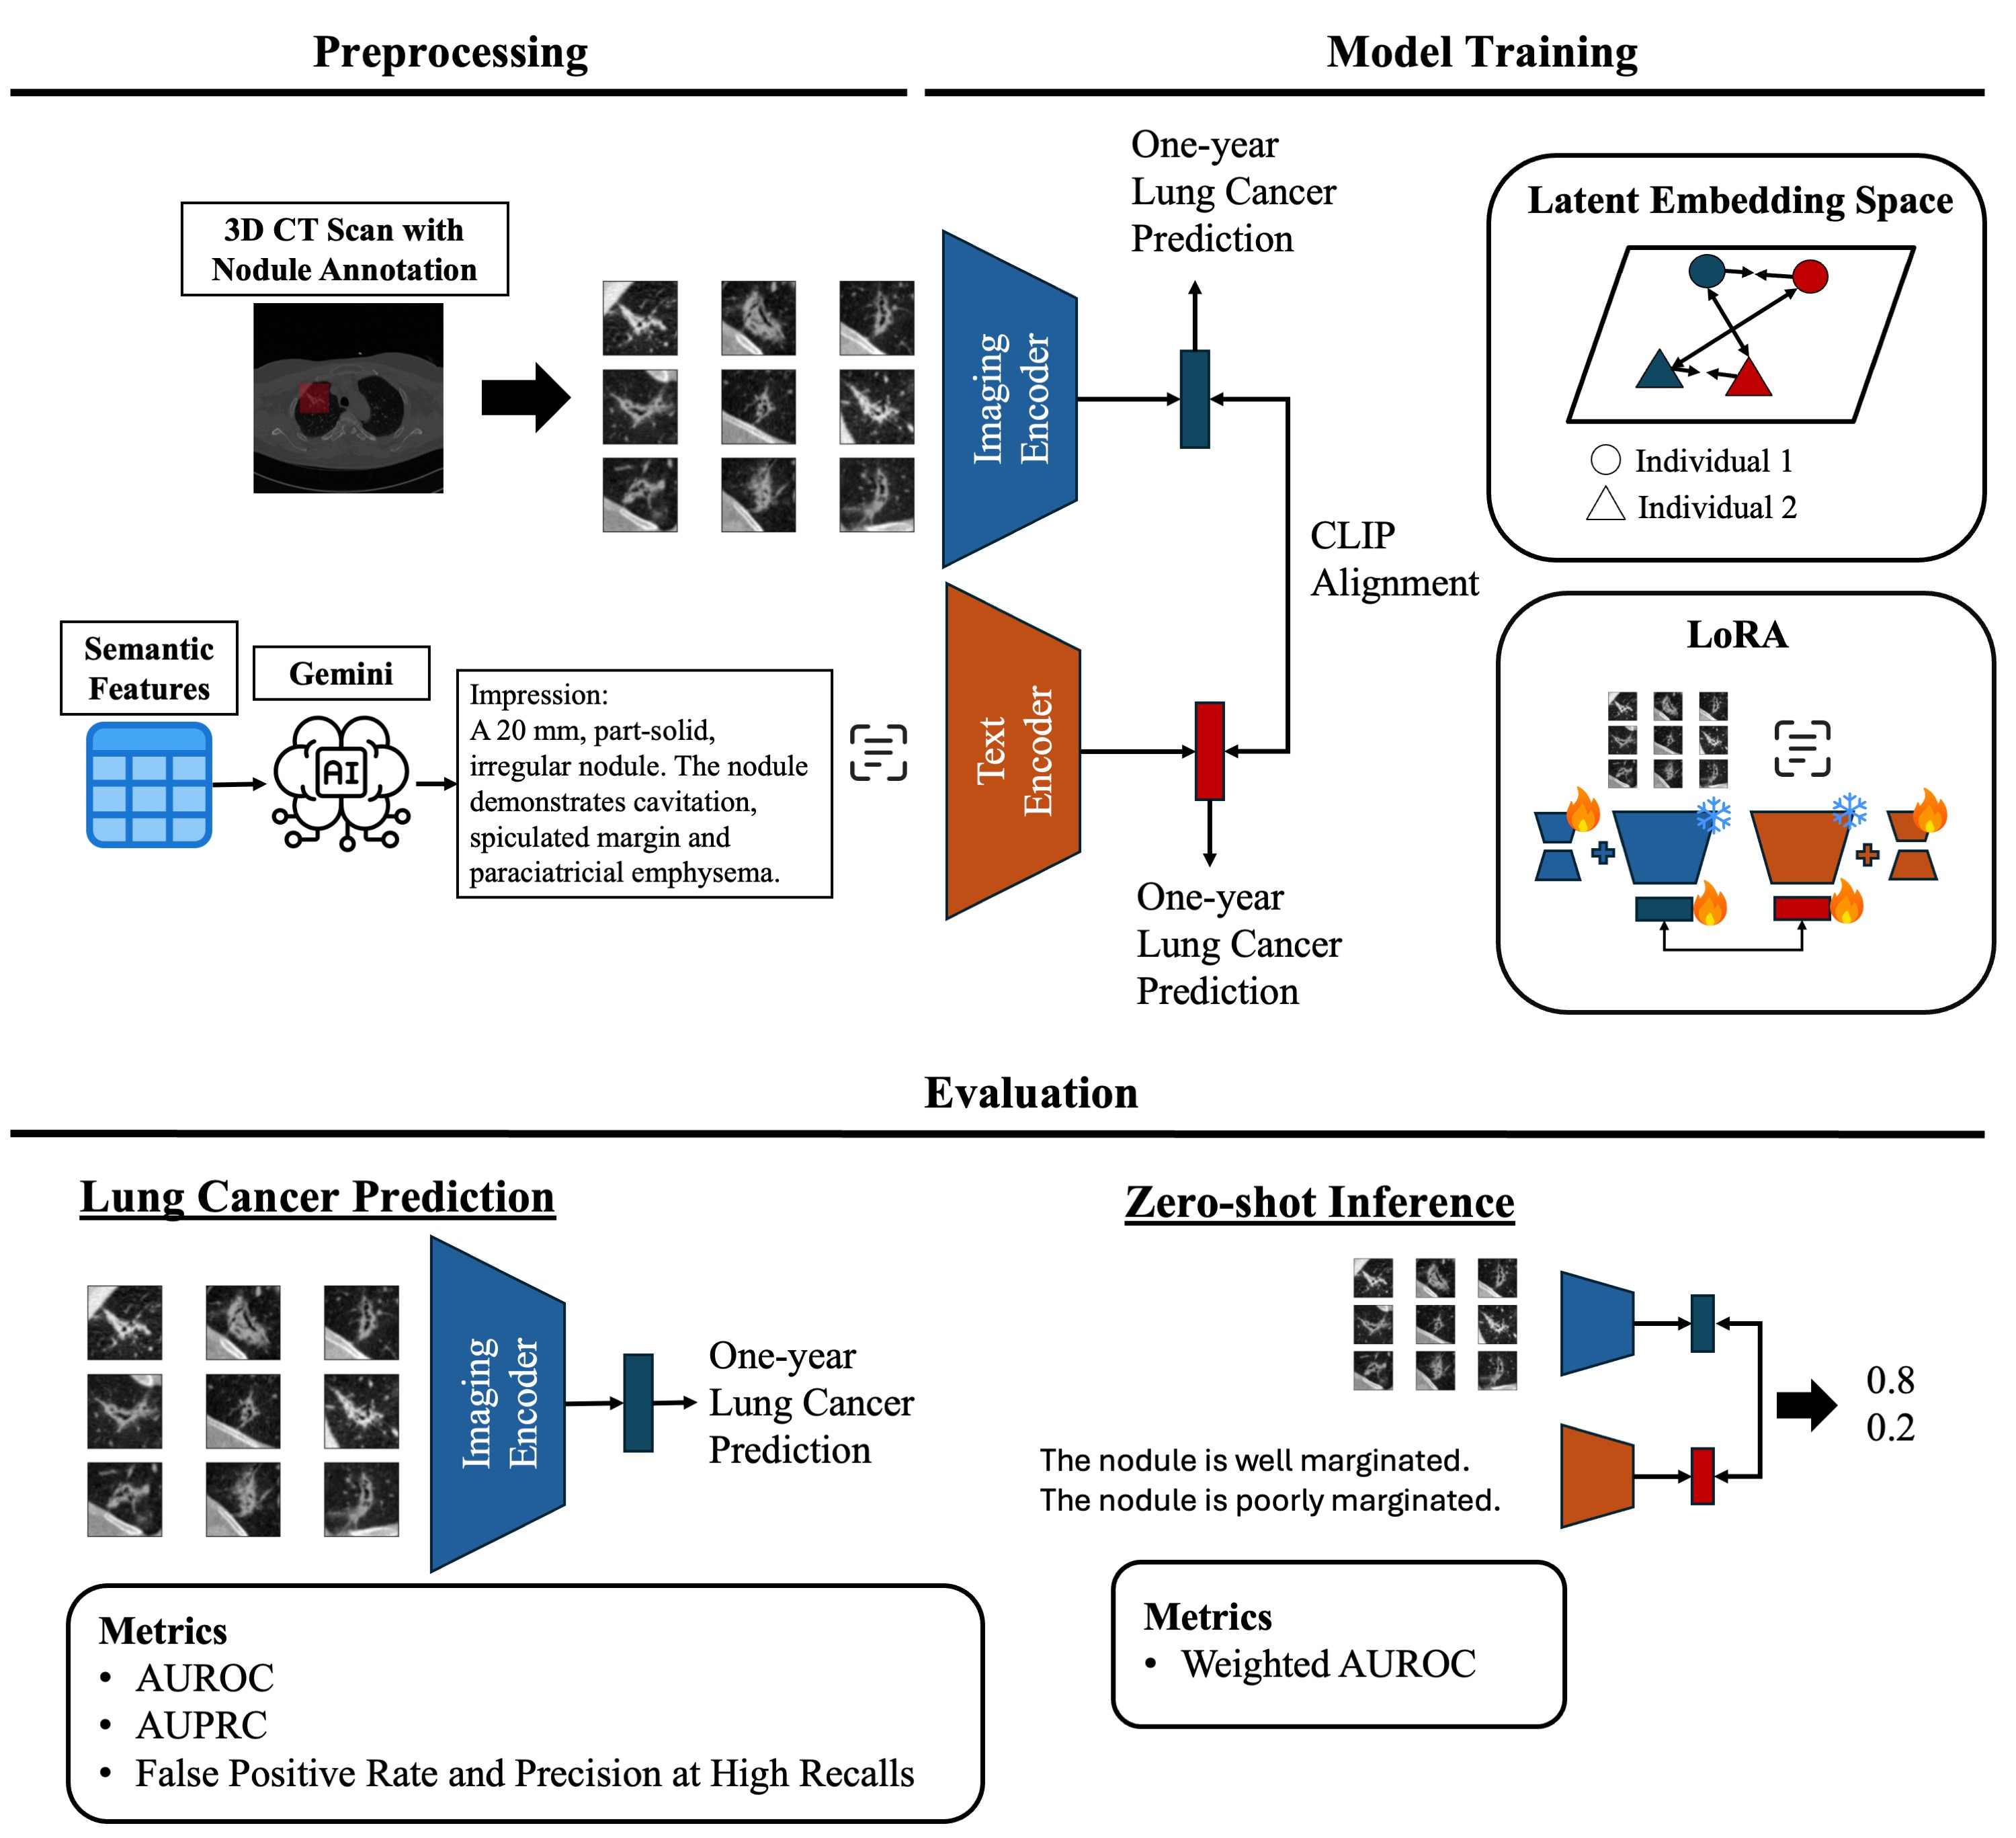 Preprocessing
Model Training
3D CT Scan with
Nodule Annotation
Imaging
Encoder
One-year
Lung Cancer
Prediction
Latent Embedding Space
Individual 1
Individual 2
CLIP
Alignment
Semantic
Features
Gemini
AI
Impression:
A 20 mm, part-solid,
irregular nodule. The nodule
demonstrates cavitation,
spiculated margin and
paraciatricial emphysema.
Text
Encoder
One-year
Lung Cancer
Prediction
LoRA
Evaluation
Lung Cancer Prediction
Imaging
Encoder
One-year
Lung Cancer
Prediction
Metrics
• AUROC
• AUPRC
• False Positive Rate and Precision at High Recalls
Zero-shot Inference
The nodule is well marginated.
The nodule is poorly marginated.
0.8
0.2
Metrics
• Weighted AUROC